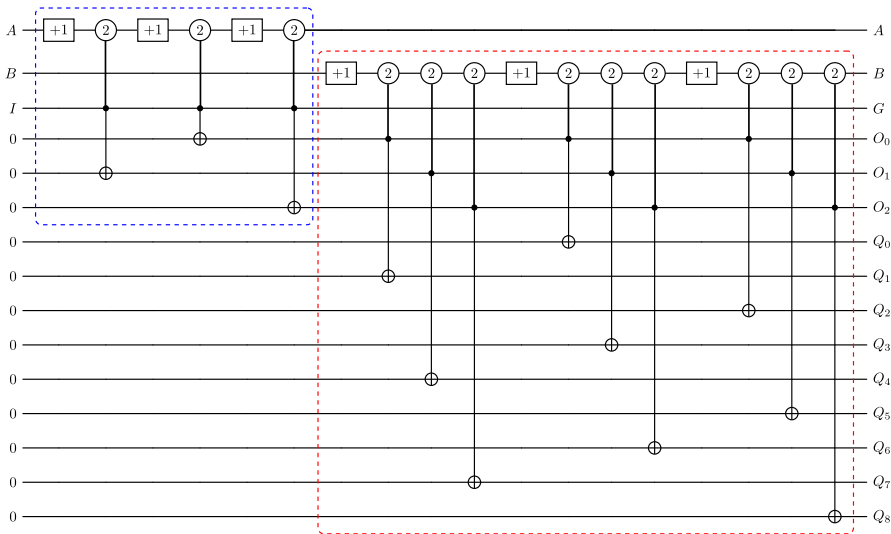 A +1 2 +1 2 +1 2 A
B +1 2 2 2 +1 2 2 2 +1 2 2 2 B
I G
0 O₀
0 O₁
0 O₂
0 Q₀
0 Q₁
0 Q₂
0 Q₃
0 Q₄
0 Q₅
0 Q₆
0 Q₇
0 Q₈